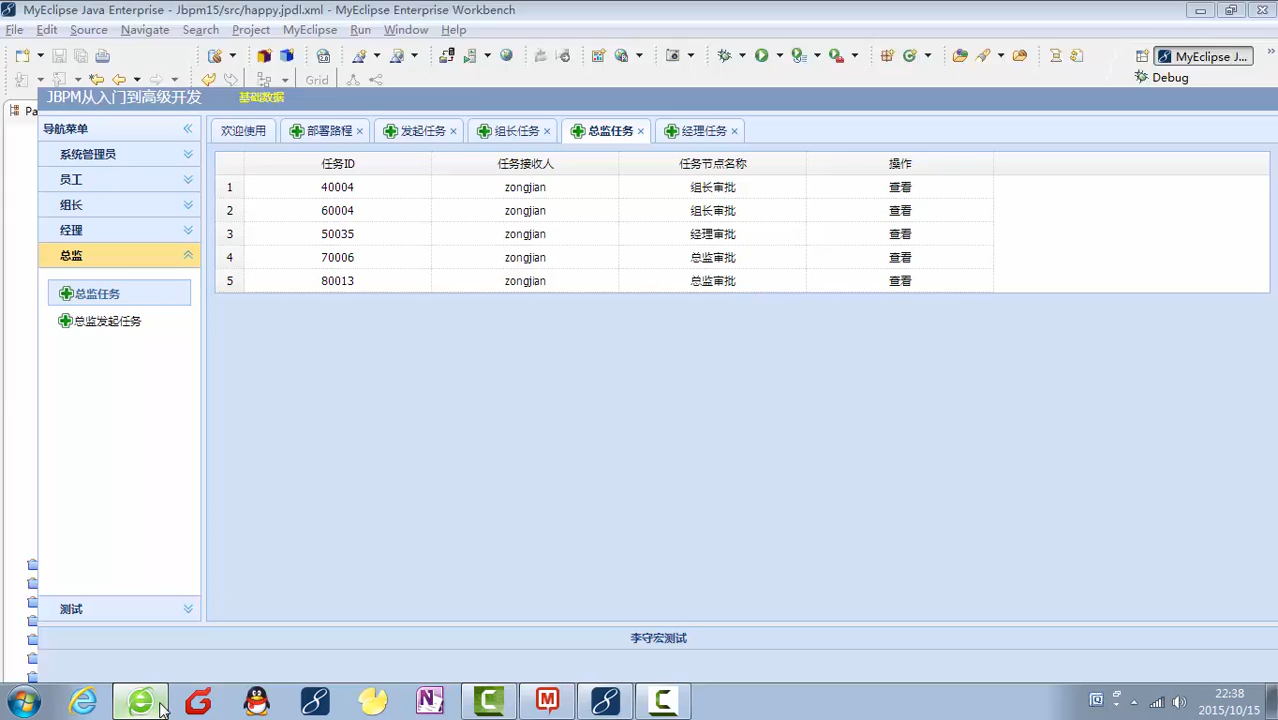 MyEclipse Java Enterprise - Jbpm15/src/happy.jpdl.xml - MyEclipse Enterprise Workbench
File Edit Source Navigate Search Project MyEclipse Run Window Help
MyEclipse J...
Grid
Debug
Pa
JBPM从入门到高级开发 基础数据
导航菜单
系统管理员
员工
组长
经理
总监
总监任务
总监发起任务
测试
欢迎使用 部署路程 发起任务 组长任务 总监任务 经理任务
任务ID 任务接收人 任务节点名称 操作
1 40004 zongjian 组长审批 查看
2 60004 zongjian 组长审批 查看
3 50035 zongjian 经理审批 查看
4 70006 zongjian 总监审批 查看
5 80013 zongjian 总监审批 查看
李守宏测试
22:38
2015/10/15